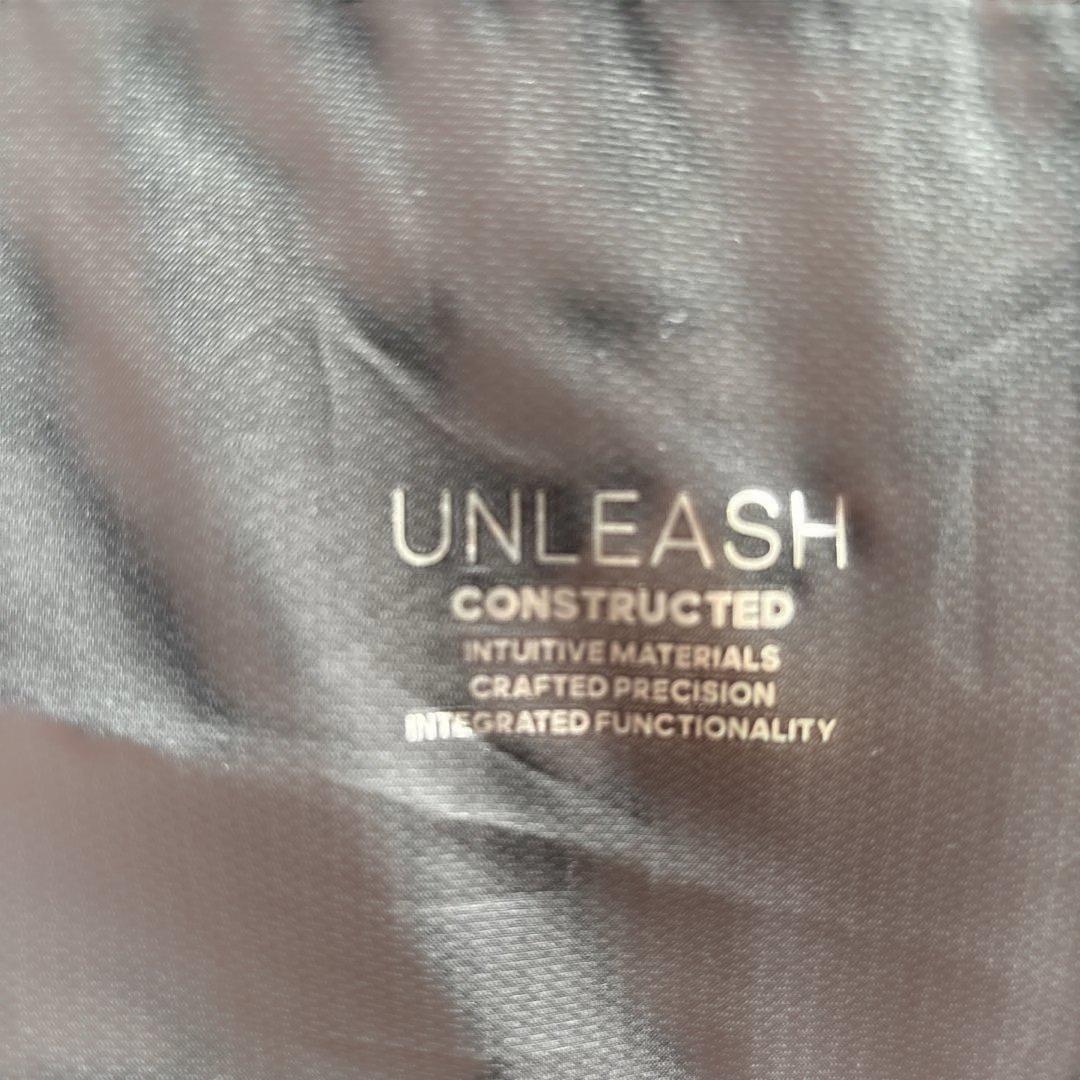 UNLEASH
CONSTRUCTED
INTUITIVE MATERIALS
CRAFTED PRECISION
INTEGRATED FUNCTIONALITY